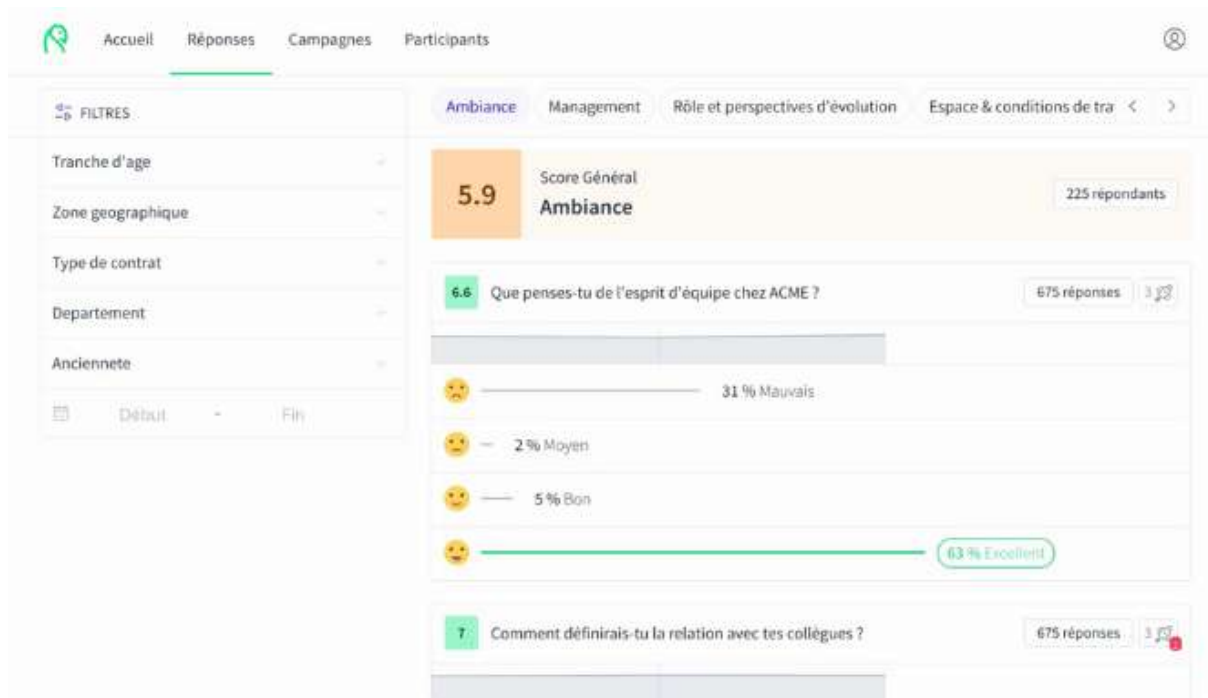 Accueil Réponses Campagnes Participants
FILTRES
Tranche d'age
Zone geographique
Type de contrat
Departement
Anciennete
Début - Fin
Ambiance Management Rôle et perspectives d'évolution Espace & conditions de tra < >
5.9 Score Général
Ambiance
225 répondants
6.6 Que penses-tu de l'esprit d'équipe chez ACME ? 675 réponses 3
31 % Mauvais
2 % Moyen
5 % Bon
63 % Excellent
7 Comment définirais-tu la relation avec tes collègues ? 675 réponses 3